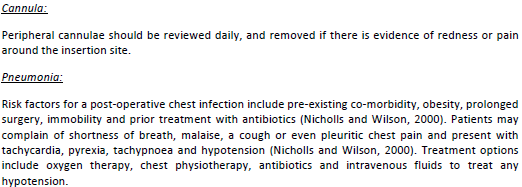 Cannula:
Peripheral cannulae should be reviewed daily, and removed if there is evidence of redness or pain
around the insertion site.
Pneumonia:
Risk factors for a post-operative chest infection include pre-existing co-morbidity, obesity, prolonged
surgery, immobility and prior treatment with antibiotics (Nicholls and Wilson, 2000). Patients may
complain of shortness of breath, malaise, a cough or even pleuritic chest pain and present with
tachycardia, pyrexia, tachypnoea and hypotension (Nicholls and Wilson, 2000). Treatment options
include oxygen therapy, chest physiotherapy, antibiotics and intravenous fluids to treat any
hypotension.